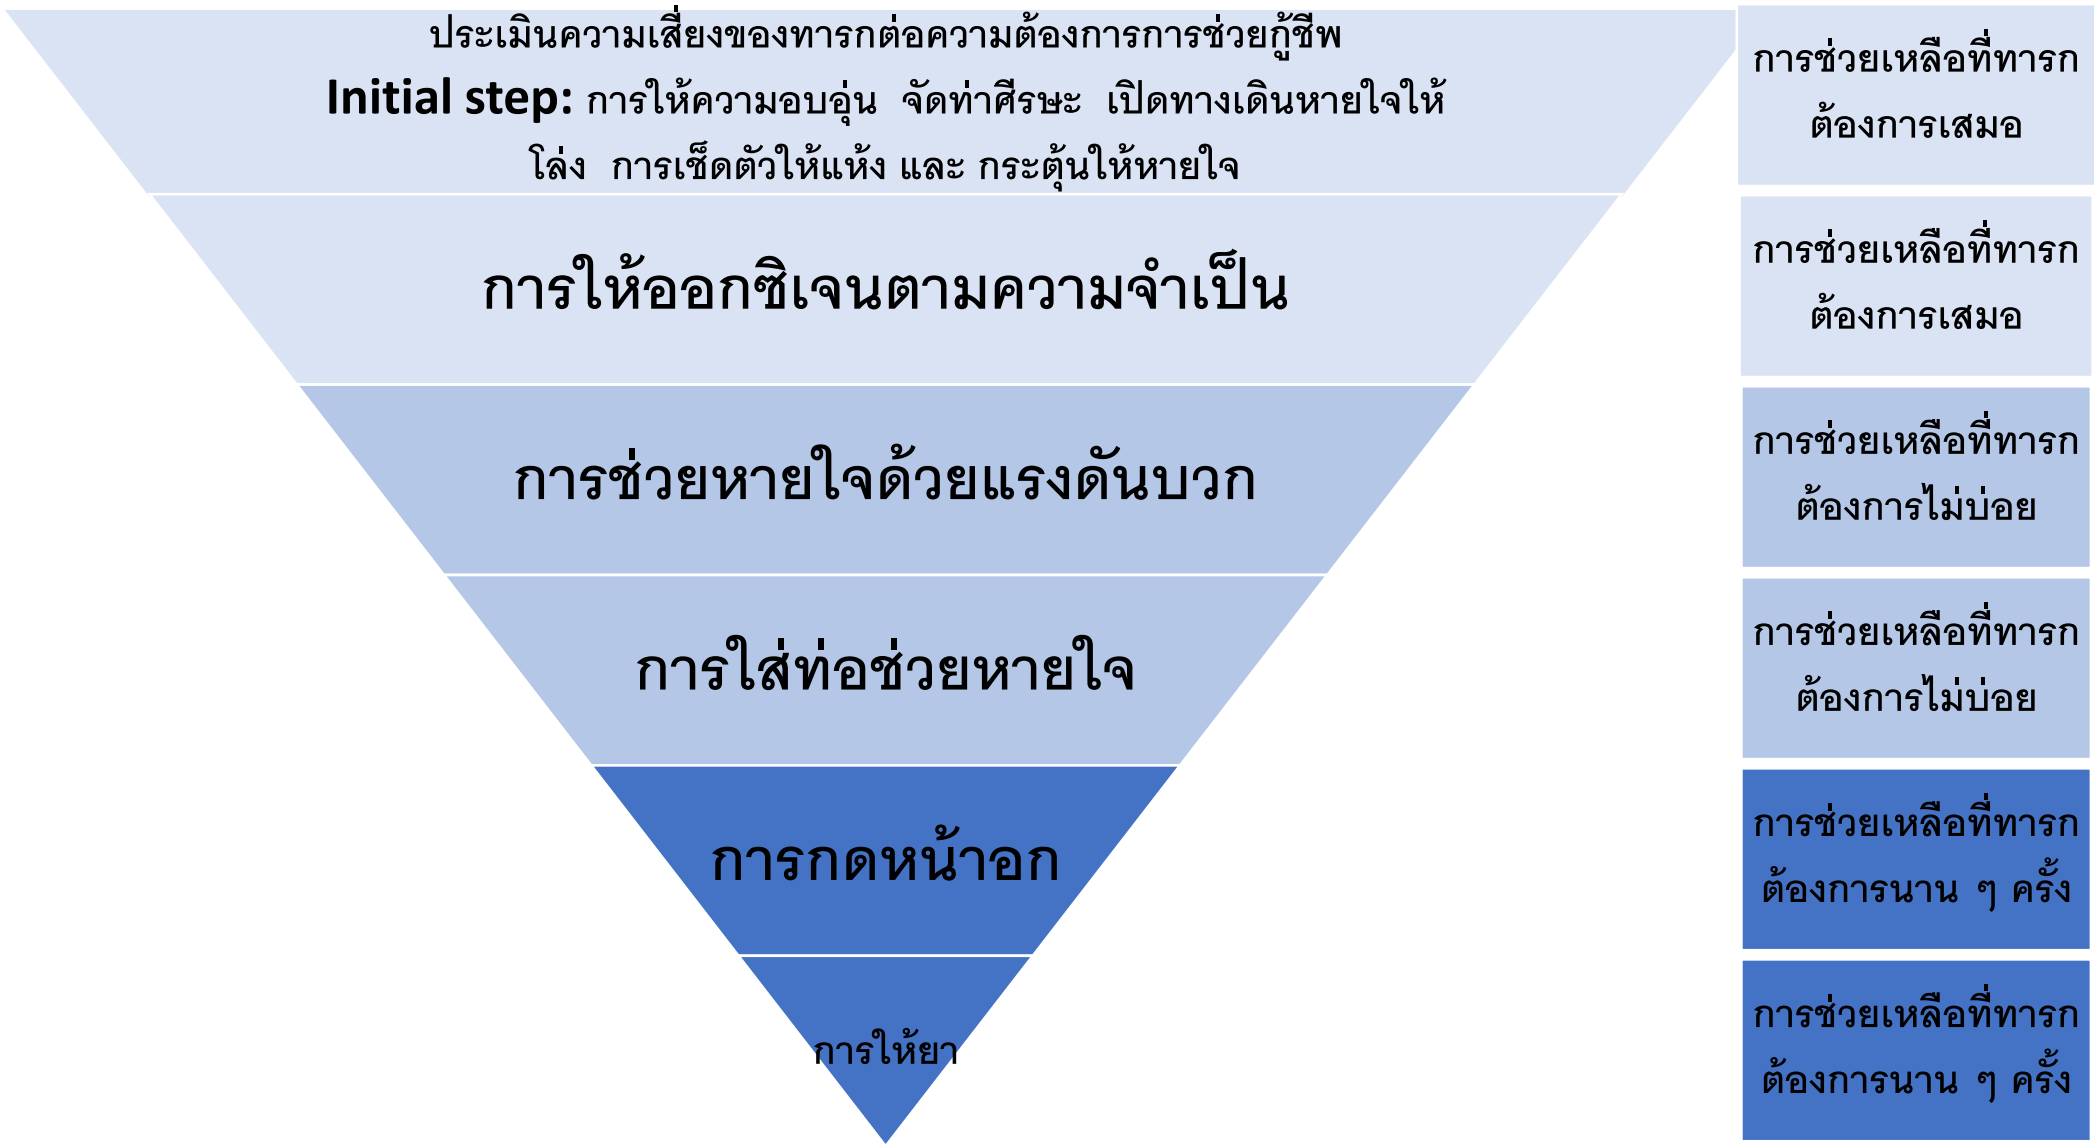 ประเมินความเสี่ยงของทารกต่อความต้องการการช่วยกู้ชีพ
Initial step: การให้ความอบอุ่น จัดท่าศีรษะ เปิดทางเดินหายใจให้
โล่ง การเช็ดตัวให้แห้ง และ กระตุ้นให้หายใจ
การช่วยเหลือที่ทารก
ต้องการเสมอ
การให้ออกซิเจนตามความจำเป็น
การช่วยเหลือที่ทารก
ต้องการเสมอ
การช่วยหายใจด้วยแรงดันบวก
การช่วยเหลือที่ทารก
ต้องการไม่บ่อย
การใส่ท่อช่วยหายใจ
การช่วยเหลือที่ทารก
ต้องการไม่บ่อย
การกดหน้าอก
การช่วยเหลือที่ทารก
ต้องการนาน ๆ ครั้ง
การให้ยา
การช่วยเหลือที่ทารก
ต้องการนาน ๆ ครั้ง